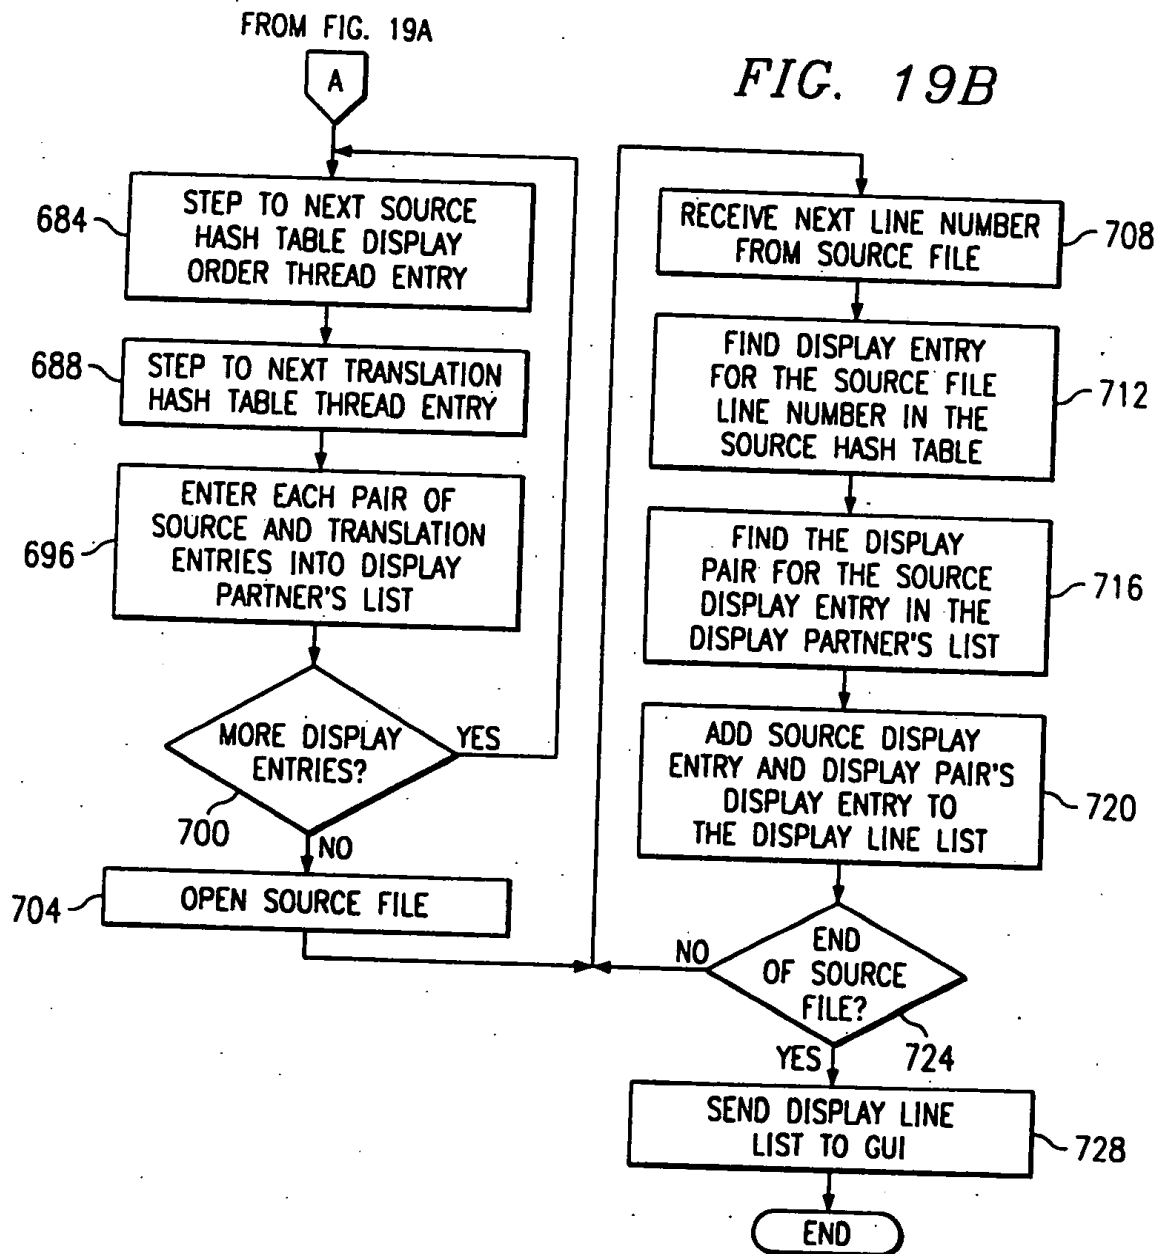 FROM FIG. 19A
A
FIG. 19B
684
STEP TO NEXT SOURCE
HASH TABLE DISPLAY
ORDER THREAD ENTRY
688
STEP TO NEXT TRANSLATION
HASH TABLE THREAD ENTRY
696
ENTER EACH PAIR OF
SOURCE AND TRANSLATION
ENTRIES INTO DISPLAY
PARTNER'S LIST
MORE DISPLAY
ENTRIES?
YES
700
NO
704
OPEN SOURCE FILE
RECEIVE NEXT LINE NUMBER
FROM SOURCE FILE
708
FIND DISPLAY ENTRY
FOR THE SOURCE FILE
LINE NUMBER IN THE
SOURCE HASH TABLE
712
FIND THE DISPLAY
PAIR FOR THE SOURCE
DISPLAY ENTRY IN THE
DISPLAY PARTNER'S LIST
716
ADD SOURCE DISPLAY
ENTRY AND DISPLAY PAIR'S
DISPLAY ENTRY TO
THE DISPLAY LINE LIST
720
NO
END
OF SOURCE
FILE?
724
YES
SEND DISPLAY LINE
LIST TO GUI
728
END